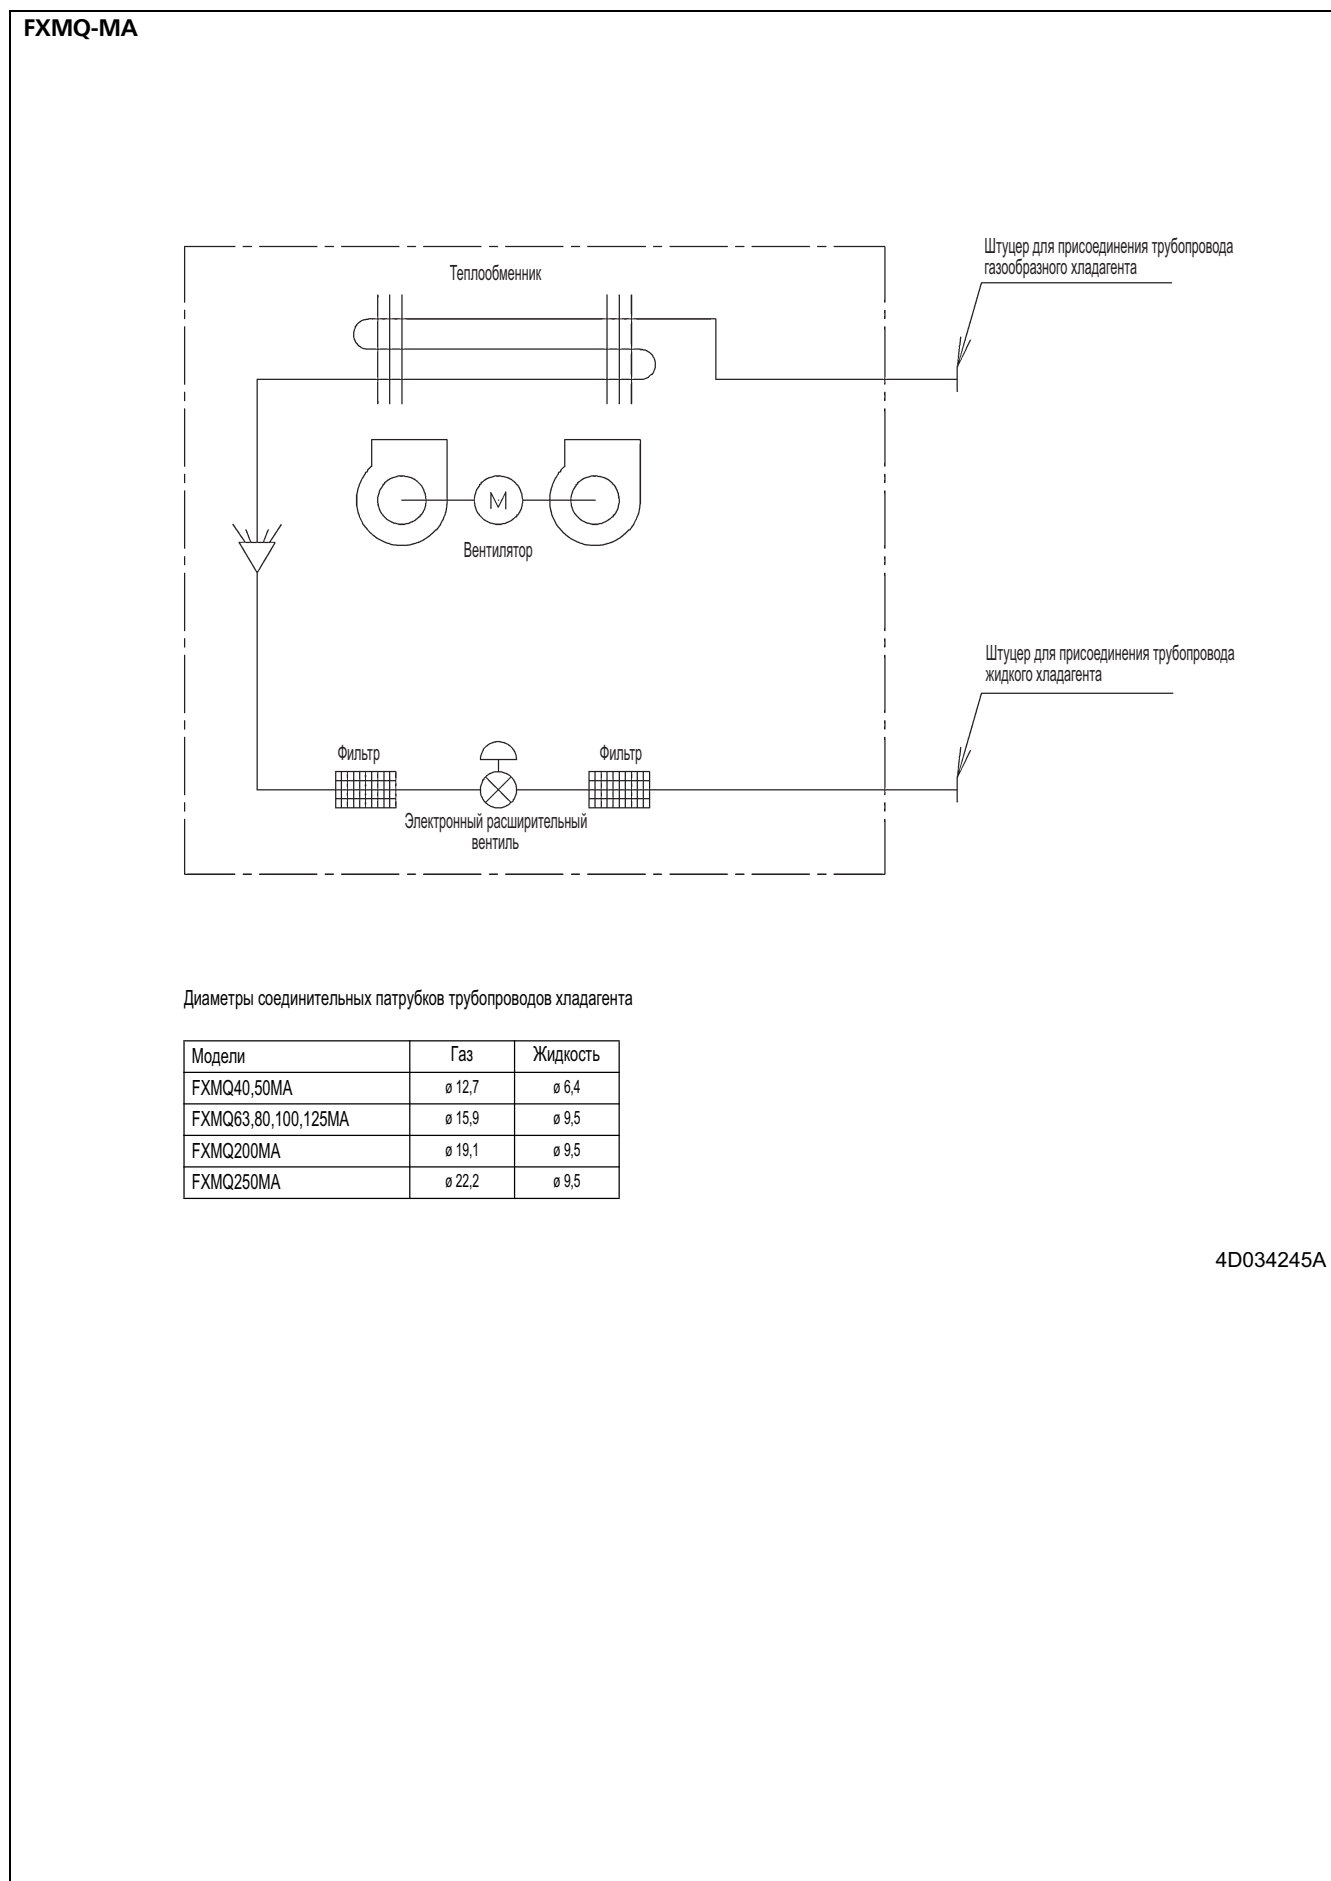 FXMQ-MA
Штуцер для присоединения трубопровода
газообразного хладагента
Теплообменник
M
Вентилятор
Штуцер для присоединения трубопровода
жидкого хладагента
Фильтр
Фильтр
Электронный расширительный
вентиль
Диаметры соединительных патрубков трубопроводов хладагента
Модели Газ Жидкость
FXMQ40,50MA ø 12,7 ø 6,4
FXMQ63,80,100,125MA ø 15,9 ø 9,5
FXMQ200MA ø 19,1 ø 9,5
FXMQ250MA ø 22,2 ø 9,5
4D034245A